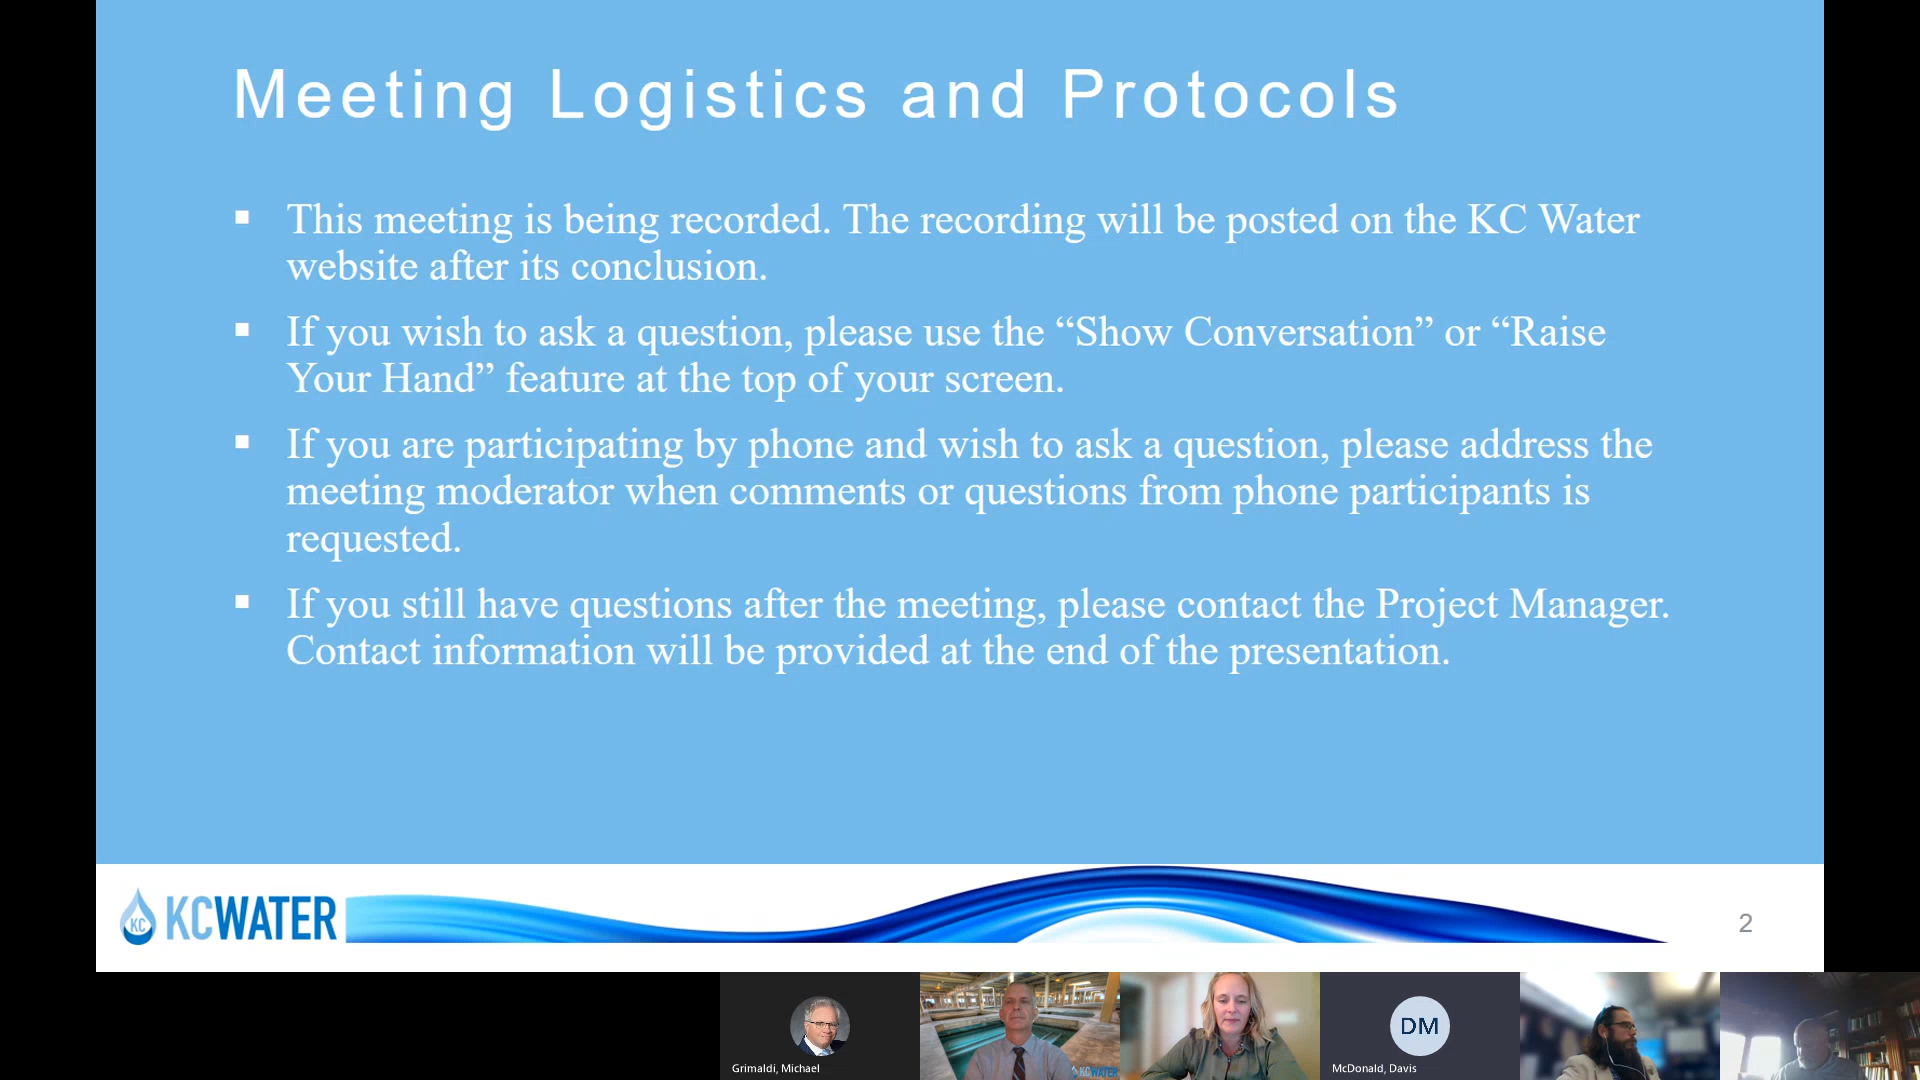 Meeting Logistics and Protocols
▪ This meeting is being recorded. The recording will be posted on the KC Water
website after its conclusion.
▪ If you wish to ask a question, please use the “Show Conversation” or “Raise
Your Hand” feature at the top of your screen.
▪ If you are participating by phone and wish to ask a question, please address the
meeting moderator when comments or questions from phone participants is
requested.
▪ If you still have questions after the meeting, please contact the Project Manager.
Contact information will be provided at the end of the presentation.
KC KCWATER
2
DM
KCWATER
Grimaldi, Michael
McDonald, Davis